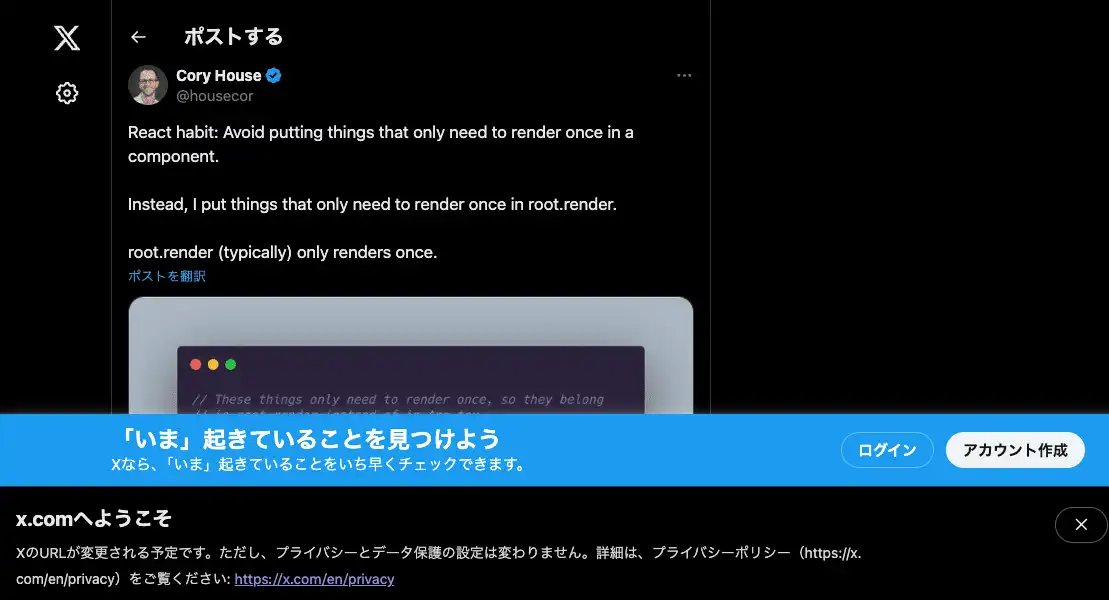 ポストする
Cory House
@housecor
React habit: Avoid putting things that only need to render once in a
component.
Instead, I put things that only need to render once in root.render.
root.render (typically) only renders once.
ポストを翻訳
// These things only need to render once, so they belong
「いま」起きていることを見つけよう
Xなら、「いま」起きていることをいち早くチェックできます。
ログイン
アカウント作成
x.comへようこそ
XのURLが変更される予定です。ただし、プライバシーとデータ保護の設定は変わりません。詳細は、プライバシーポリシー（https://x.
com/en/privacy）をご覧ください: https://x.com/en/privacy